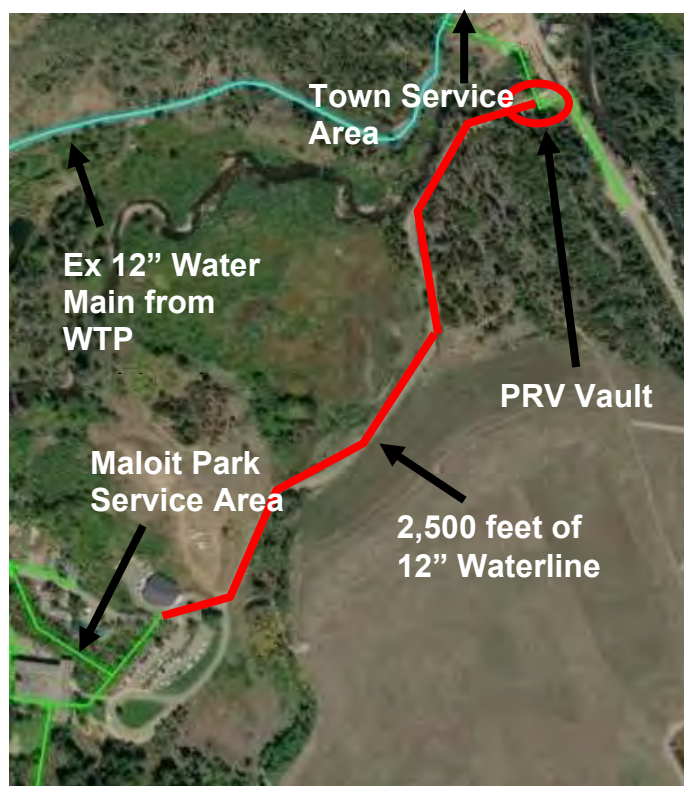 Town Service
Area
Ex 12” Water
Main from
WTP
PRV Vault
Maloit Park
Service Area
2,500 feet of
12” Waterline